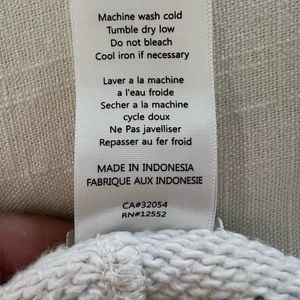 Machine wash cold
Tumble dry low
Do not bleach
Cool iron if necessary
Laver a la machine
a l'eau froide
Secher a la machine
cycle doux
Ne Pas javelliser
Repasser au fer froid
MADE IN INDONESIA
FABRIQUE AUX INDONESIE
CA#32054
RN#12552